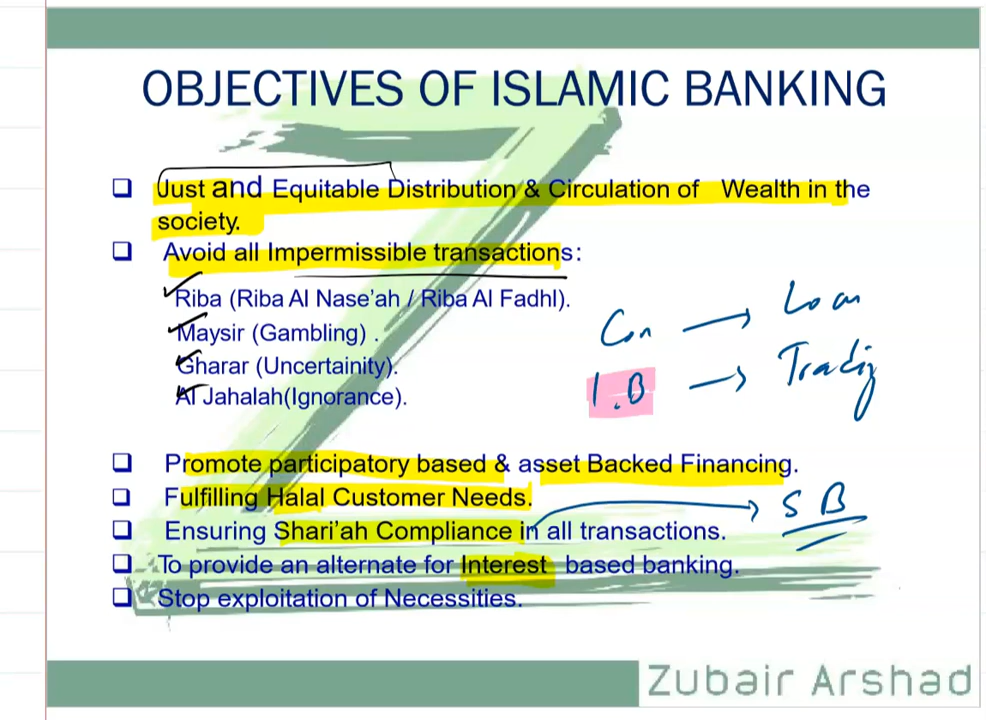 OBJECTIVES OF ISLAMIC BANKING
Just and Equitable Distribution & Circulation of Wealth in the
society.
Avoid all Impermissible transactions:
Riba (Riba Al Nase'ah / Riba Al Fadhl).
Maysir (Gambling) .
Gharar (Uncertainity).
Al Jahalah(Ignorance).
Con → Loan
I.B → Trading
Promote participatory based & asset Backed Financing.
Fulfilling Halal Customer Needs.
Ensuring Shari'ah Compliance in all transactions.
S B
To provide an alternate for Interest based banking.
Stop exploitation of Necessities.
Zubair Arshad